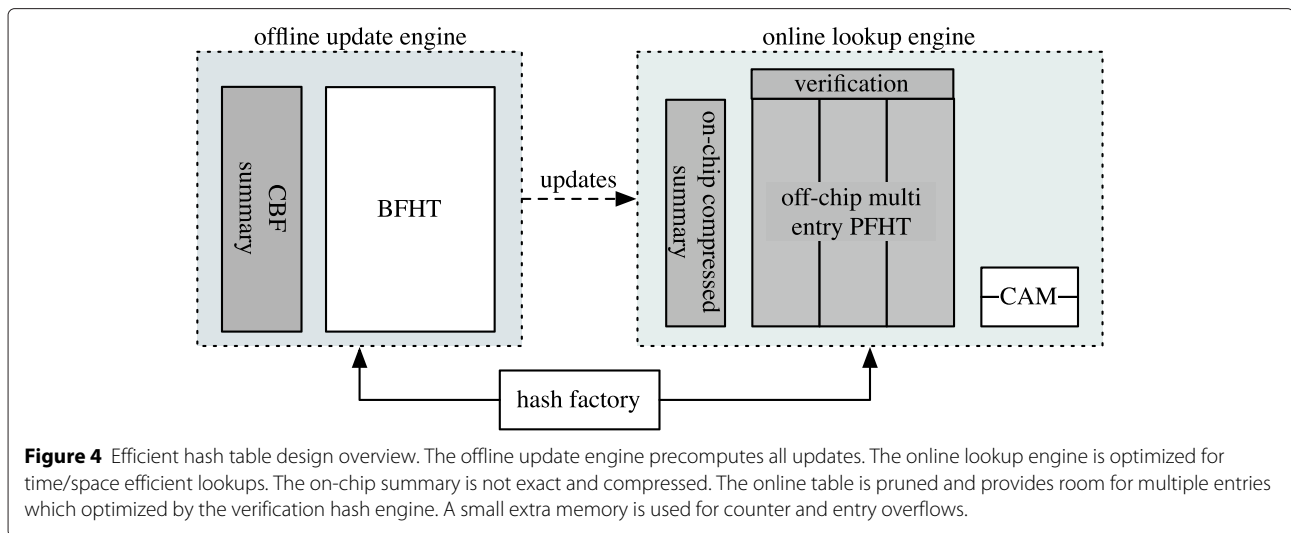 offline update engine
online lookup engine
CBF
summary
BFHT
updates
on-chip compressed
summary
verification
off-chip multi
entry PFHT
CAM
hash factory
Figure 4 Efficient hash table design overview. The offline update engine precomputes all updates. The online lookup engine is optimized for
time/space efficient lookups. The on-chip summary is not exact and compressed. The online table is pruned and provides room for multiple entries
which optimized by the verification hash engine. A small extra memory is used for counter and entry overflows.